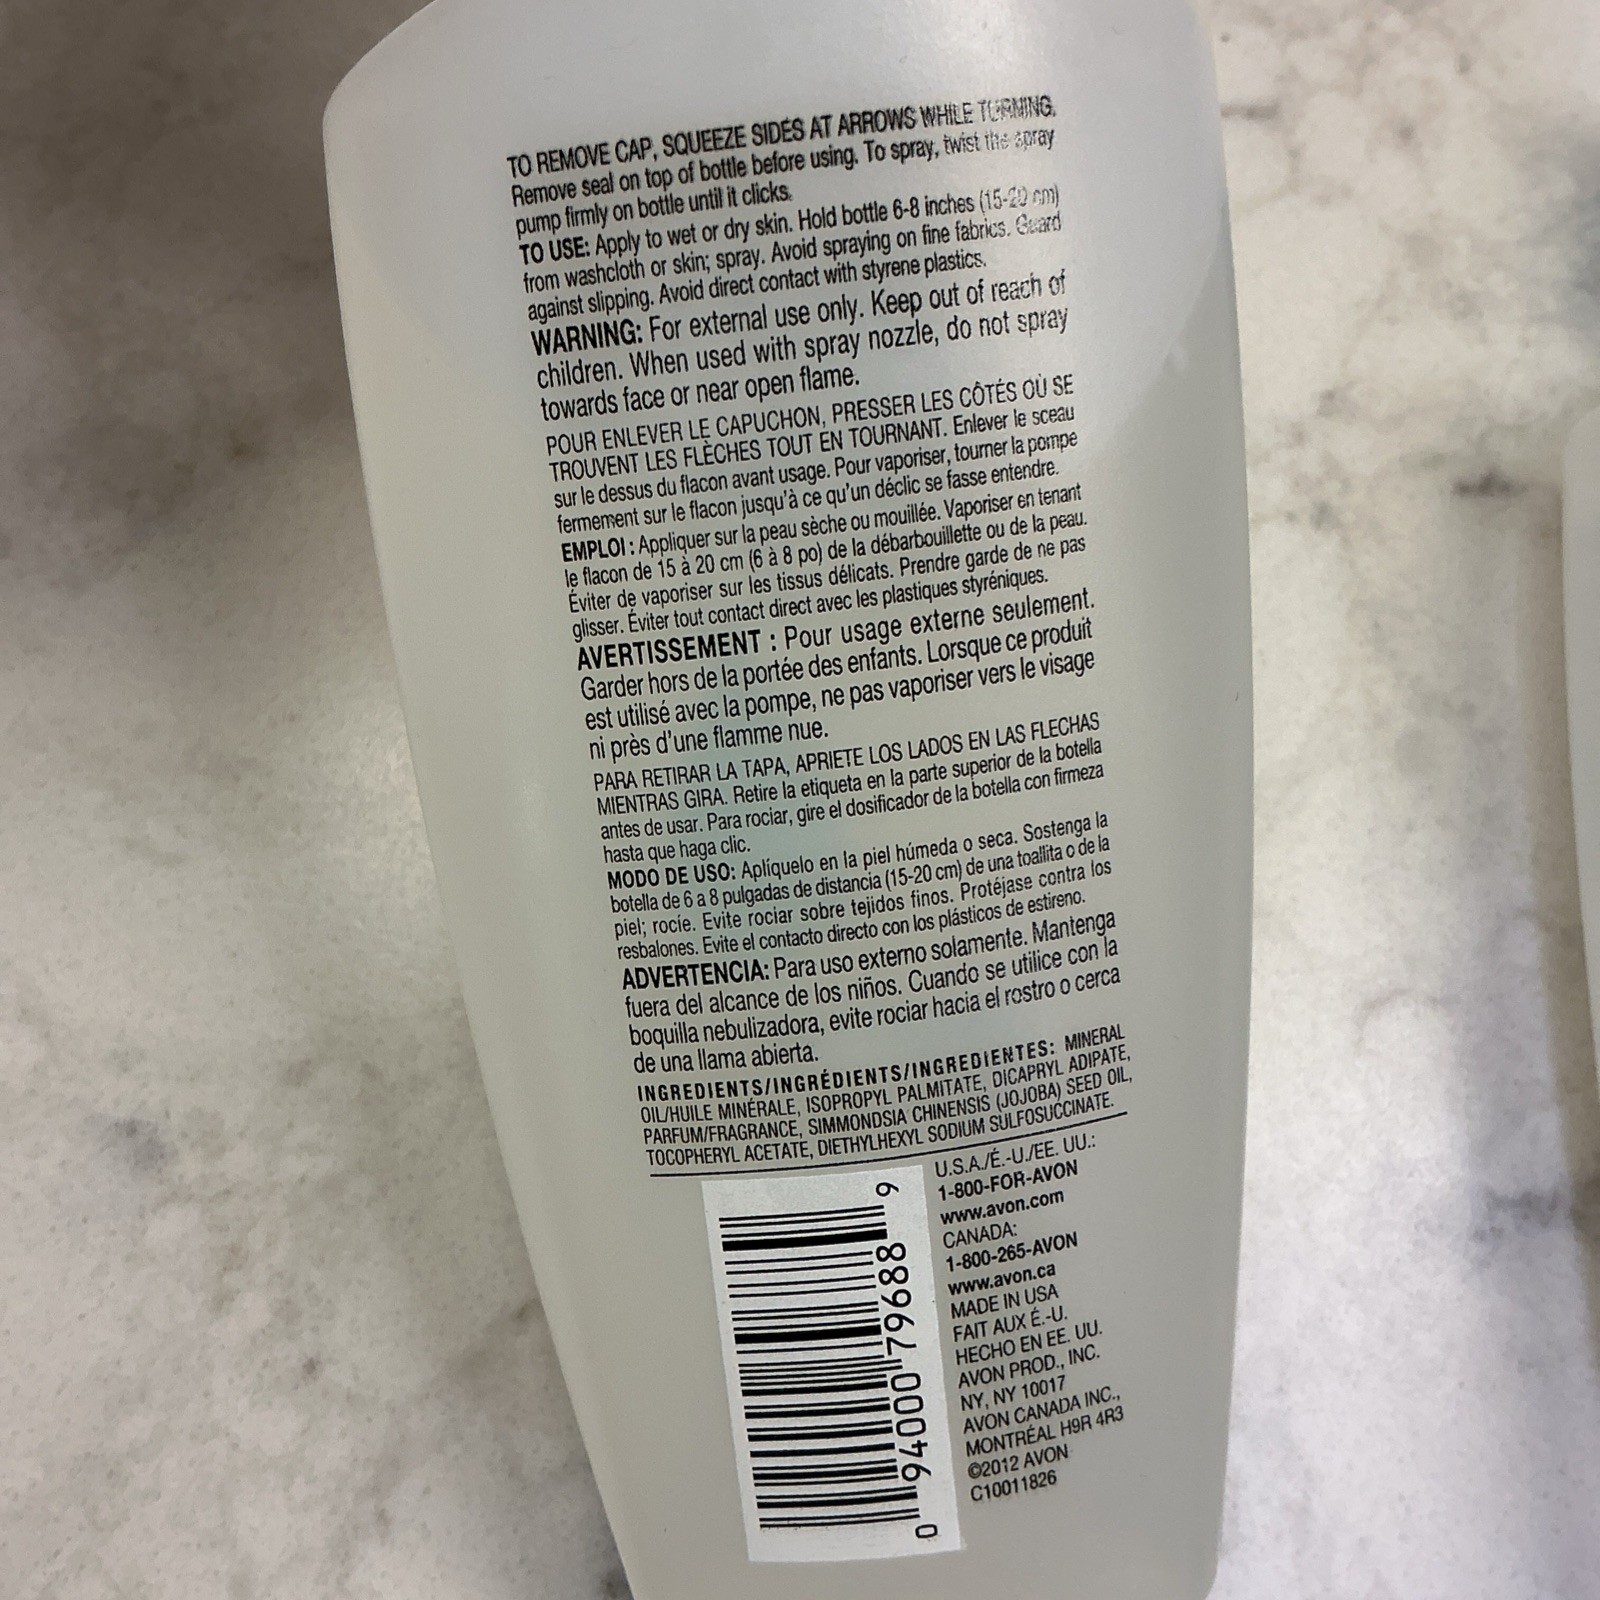 TO REMOVE CAP, SQUEEZE SIDES AT ARROWS WHILE TURNING.
Remove seal on top of bottle before using. To spray, twist the spray
pump firmly on bottle until it clicks.
TO USE: Apply to wet or dry skin. Hold bottle 6-8 inches (15-20 cm)
from washcloth or skin; spray. Avoid spraying on fine fabrics. Guard
against slipping. Avoid direct contact with styrene plastics.
WARNING: For external use only. Keep out of reach of
children. When used with spray nozzle, do not spray
towards face or near open flame.
POUR ENLEVER LE CAPUCHON, PRESSER LES CÔTÉS OÙ SE
TROUVENT LES FLÈCHES TOUT EN TOURNANT. Enlever le sceau
sur le dessus du flacon avant usage. Pour vaporiser, tourner la pompe
fermement sur le flacon jusqu'à ce qu'un déclic se fasse entendre.
EMPLOI : Appliquer sur la peau sèche ou mouillée. Vaporiser en tenant
le flacon de 15 à 20 cm (6 à 8 po) de la débarbouillette ou de la peau.
Éviter de vaporiser sur les tissus délicats. Prendre garde de ne pas
glisser. Éviter tout contact direct avec les plastiques styréniques.
AVERTISSEMENT : Pour usage externe seulement.
Garder hors de la portée des enfants. Lorsque ce produit
est utilisé avec la pompe, ne pas vaporiser vers le visage
ni près d'une flamme nue.
PARA RETIRAR LA TAPA, APRIETE LOS LADOS EN LAS FLECHAS
MIENTRAS GIRA. Retire la etiqueta en la parte superior de la botella
antes de usar. Para rociar, gire el dosificador de la botella con firmeza
hasta que haga clic.
MODO DE USO: Aplíquelo en la piel húmeda o seca. Sostenga la
botella de 6 a 8 pulgadas de distancia (15-20 cm) de una toallita o de la
piel; rocíe. Evite rociar sobre tejidos finos. Protéjase contra los
resbalones. Evite el contacto directo con los plásticos de estireno.
ADVERTENCIA: Para uso externo solamente. Mantenga
fuera del alcance de los niños. Cuando se utilice con la
boquilla nebulizadora, evite rociar hacia el rostro o cerca
de una llama abierta.
INGREDIENTS/INGRÉDIENTS/INGREDIENTES: MINERAL
OIL/HUILE MINÉRALE, ISOPROPYL PALMITATE, DICAPRYL ADIPATE,
PARFUM/FRAGRANCE, SIMMONDSIA CHINENSIS (JOJOBA) SEED OIL,
TOCOPHERYL ACETATE, DIETHYLHEXYL SODIUM SULFOSUCCINATE.
0 94000 79688 9
U.S.A./É.-U./EE. UU.:
1-800-FOR-AVON
www.avon.com
CANADA:
1-800-265-AVON
www.avon.ca
MADE IN USA
FAIT AUX É.-U.
HECHO EN EE. UU.
AVON PROD., INC.
NY, NY 10017
AVON CANADA INC.,
MONTRÉAL H9R 4R3
©2012 AVON
C10011826